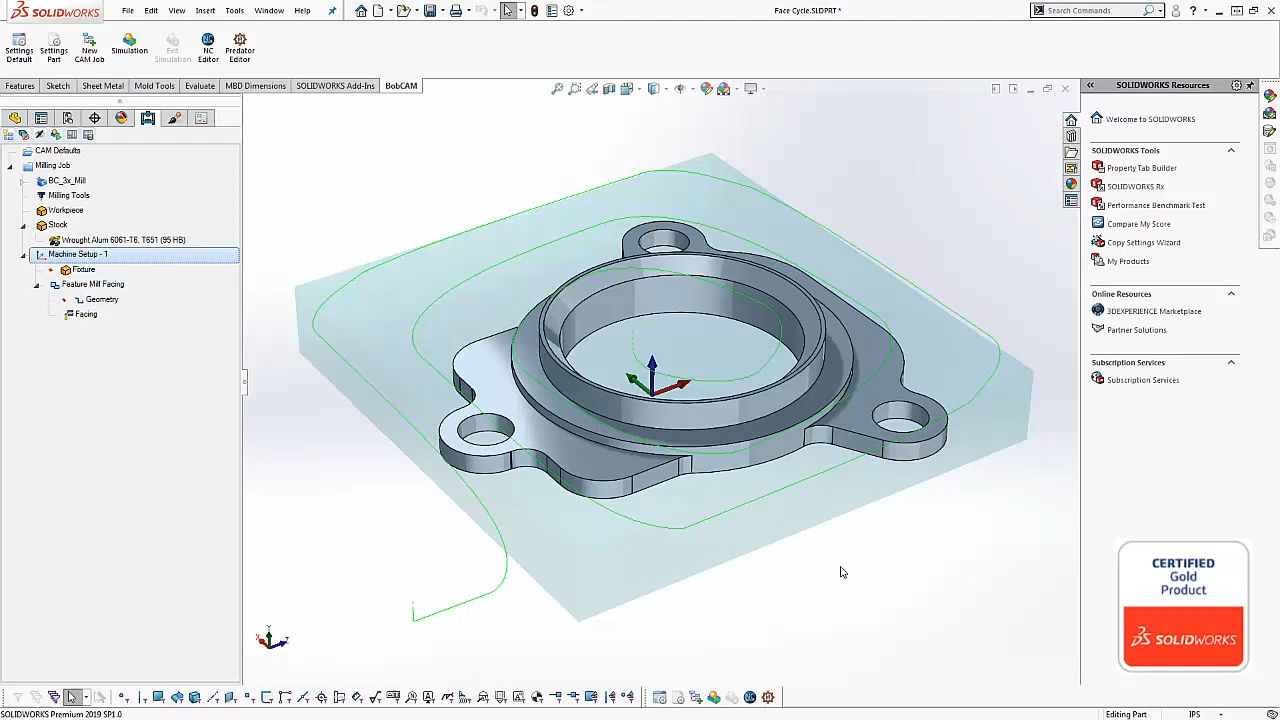 SOLIDWORKS
File Edit View Insert Tools Window Help
Face Cycle.SLDPRT *
Search Commands
Settings Default
Settings Part
New CAM Job
Simulation
Exit Simulation
NC Editor
Predator Editor
Features Sketch Sheet Metal Mold Tools Evaluate MBD Dimensions SOLIDWORKS Add-Ins BobCAM
CAM Defaults
Milling Job
BC_3x_Mill
Milling Tools
Workpiece
Stock
Wrought Alum 6061-T6, T651 (95 HB)
Machine Setup - 1
Fixture
Feature Mill Facing
Geometry
Facing
SOLIDWORKS Resources
Welcome to SOLIDWORKS
SOLIDWORKS Tools
Property Tab Builder
SOLIDWORKS Rx
Performance Benchmark Test
Compare My Score
Copy Settings Wizard
My Products
Online Resources
3DEXPERIENCE Marketplace
Partner Solutions
Subscription Services
Subscription Services
CERTIFIED
Gold
Product
SOLIDWORKS
SOLIDWORKS Premium 2019 SP1.0
Editing Part
IPS